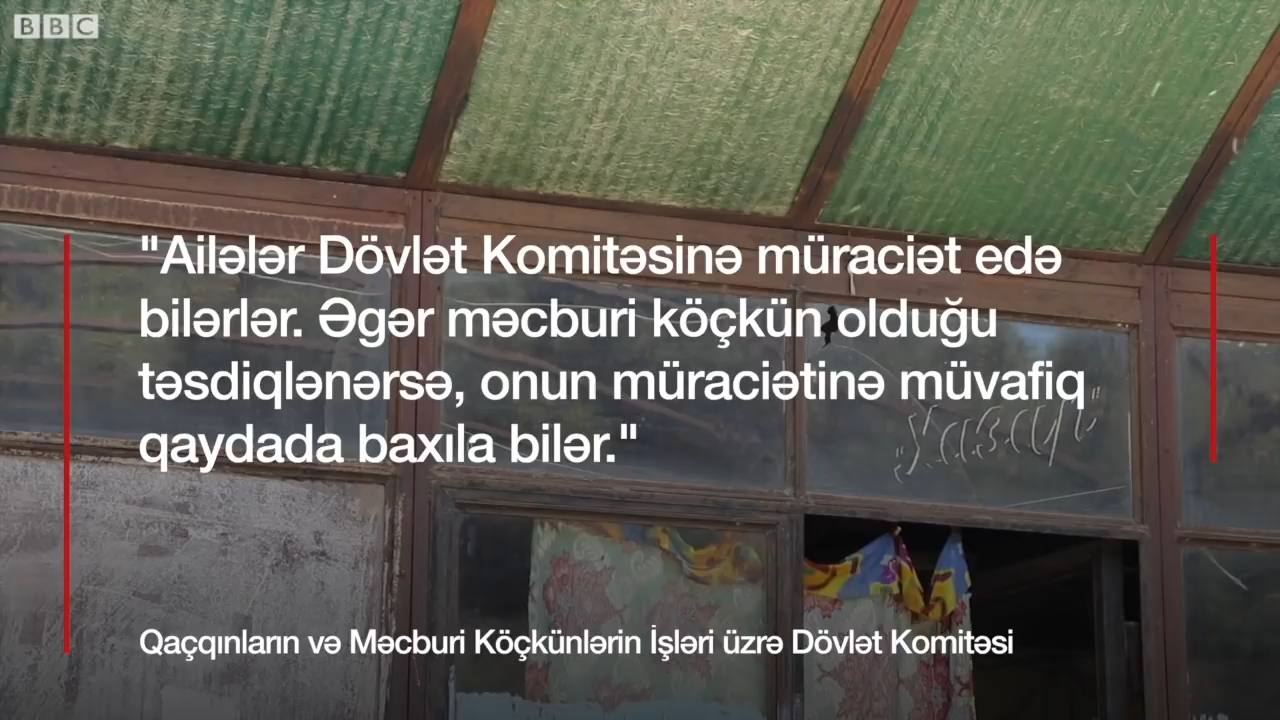 BBC
"Ailələr Dövlət Komitəsinə müraciət edə
bilərlər. Əgər məcburi köçkün olduğu
təsdiqlənərsə, onun müraciətinə müvafiq
qaydada baxıla bilər."
Qaçqınların və Məcburi Köçkünlərin İşləri üzrə Dövlət Komitəsi